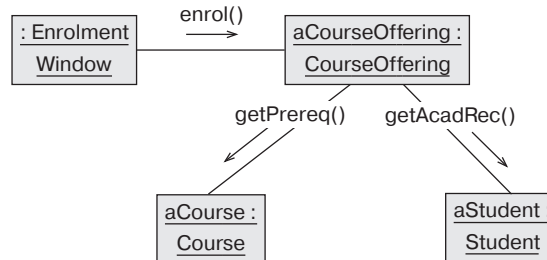 enrol()
: Enrolment
Window
aCourseOffering :
CourseOffering
getPrereq()
getAcadRec()
aCourse :
Course
aStudent :
Student